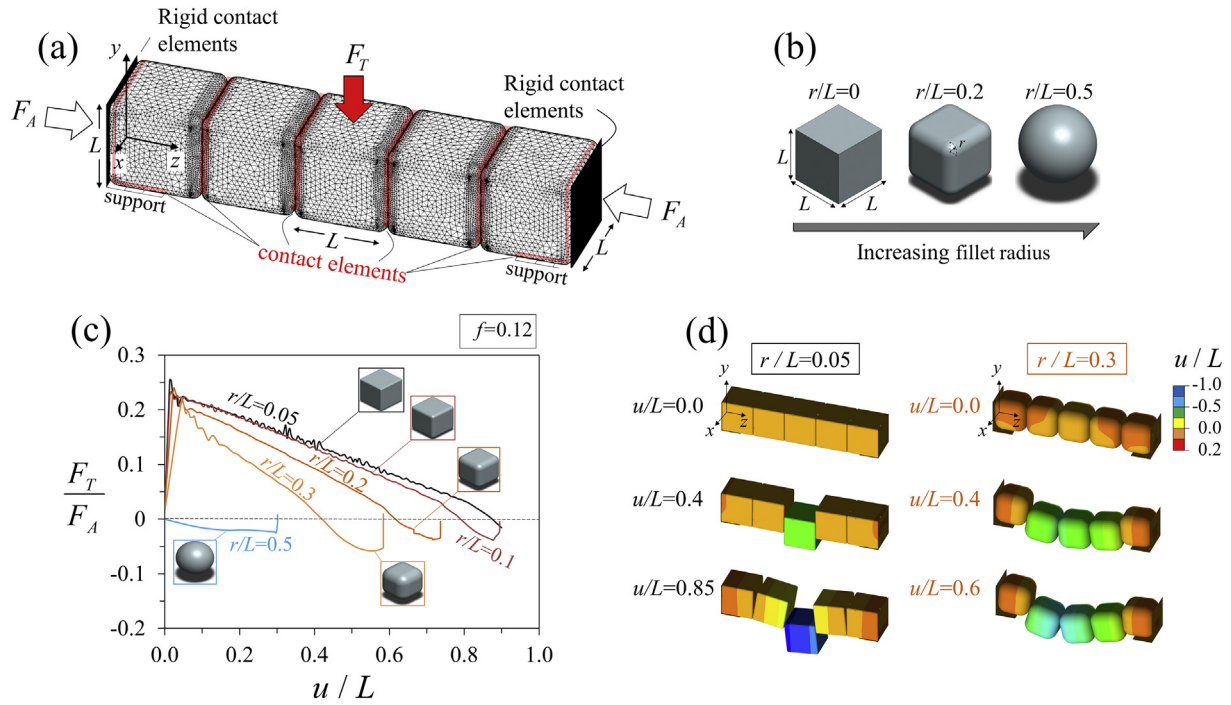 (a)
Rigid contact
elements
y
F_T
Rigid contact
elements
F_A
L
x
z
support
L
contact elements
support
L
F_A
(b)
r/L=0
r/L=0.2
r/L=0.5
r
L
L
L
Increasing fillet radius
(c)
f=0.12
0.3
0.2
0.1
0
-0.1
-0.2
F_T
F_A
r/L=0.05
r/L=0.2
r/L=0.3
r/L=0.5
r/L=0.1
0.0
0.2
0.4
0.6
0.8
1.0
u / L
(d)
r / L=0.05
r / L=0.3
u / L
-1.0
-0.5
0.0
0.2
u/L=0.0
y
x
z
u/L=0.0
y
x
z
u/L=0.4
u/L=0.4
u/L=0.85
u/L=0.6